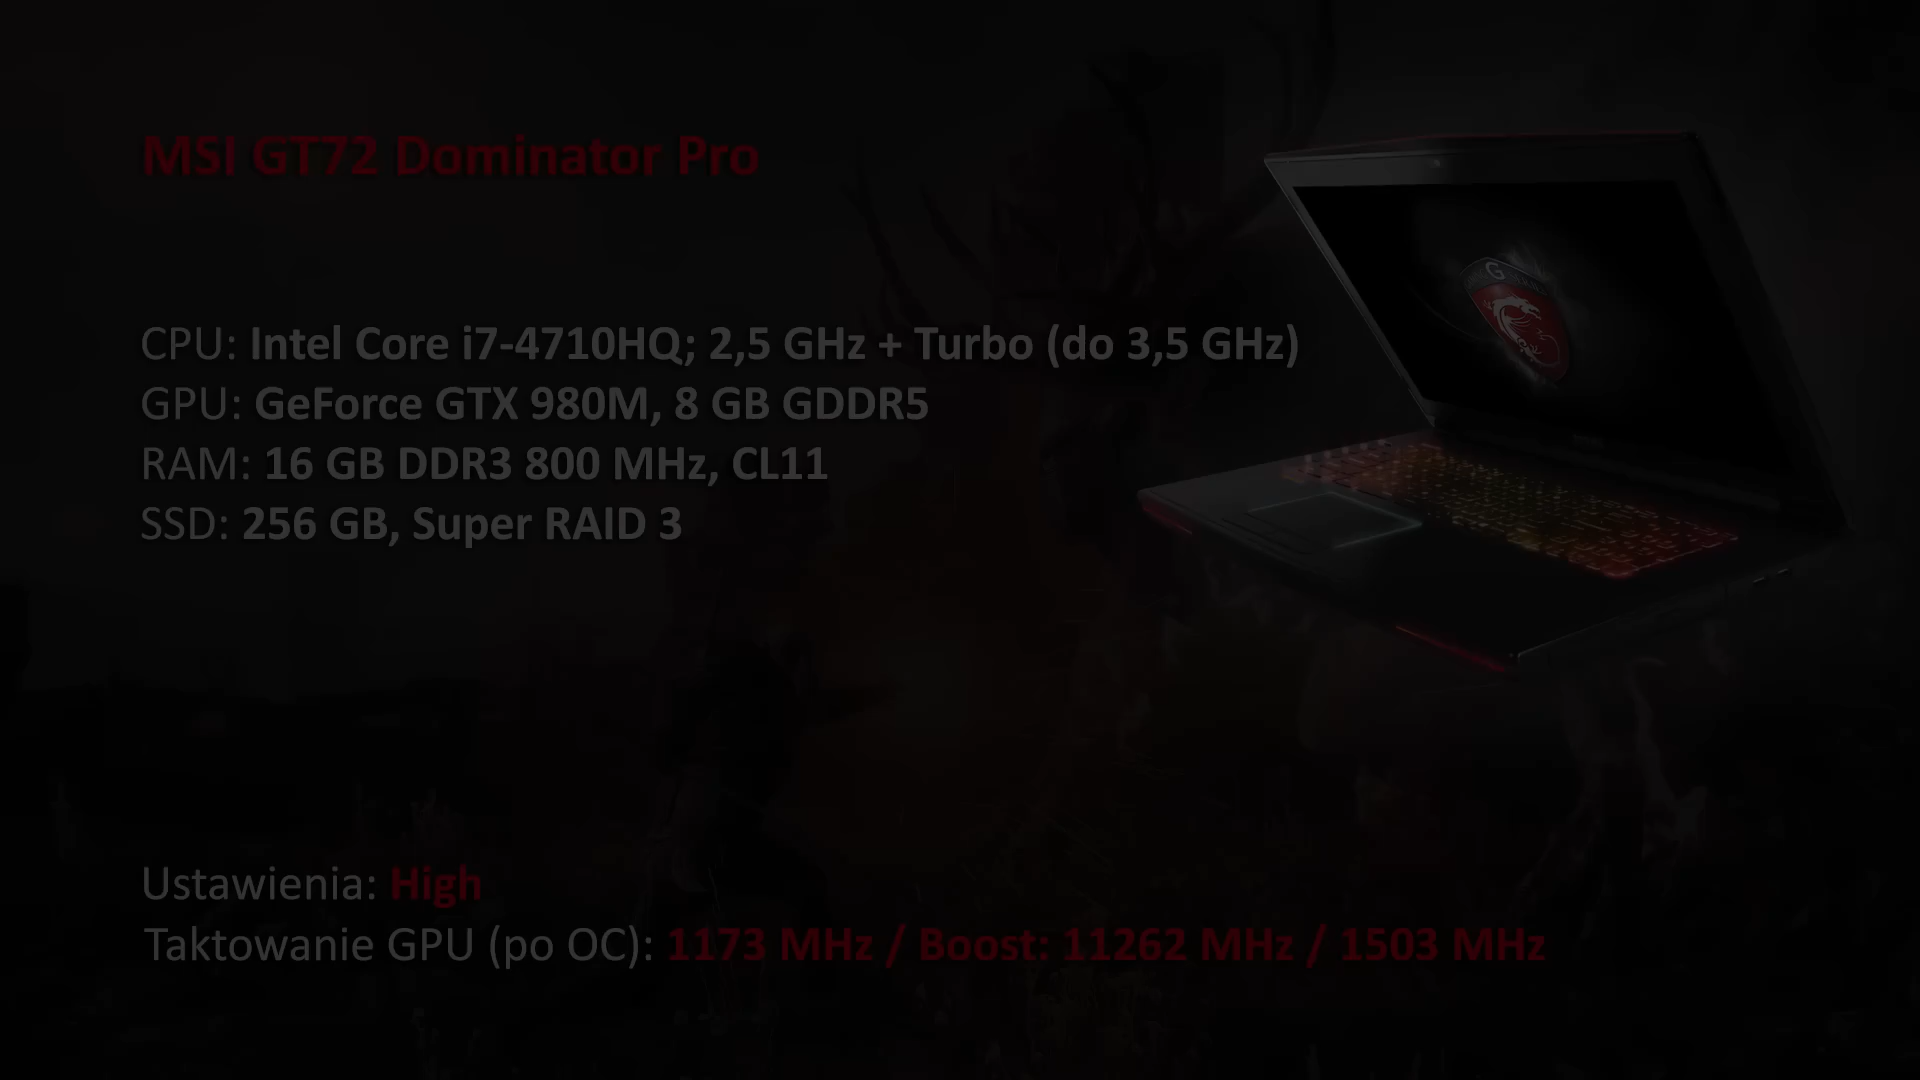 MSI GT72 Dominator Pro
CPU: Intel Core i7-4710HQ; 2,5 GHz + Turbo (do 3,5 GHz)
GPU: GeForce GTX 980M, 8 GB GDDR5
RAM: 16 GB DDR3 800 MHz, CL11
SSD: 256 GB, Super RAID 3
Ustawienia: High
Taktowanie GPU (po OC): 1173 MHz / Boost: 11262 MHz / 1503 MHz